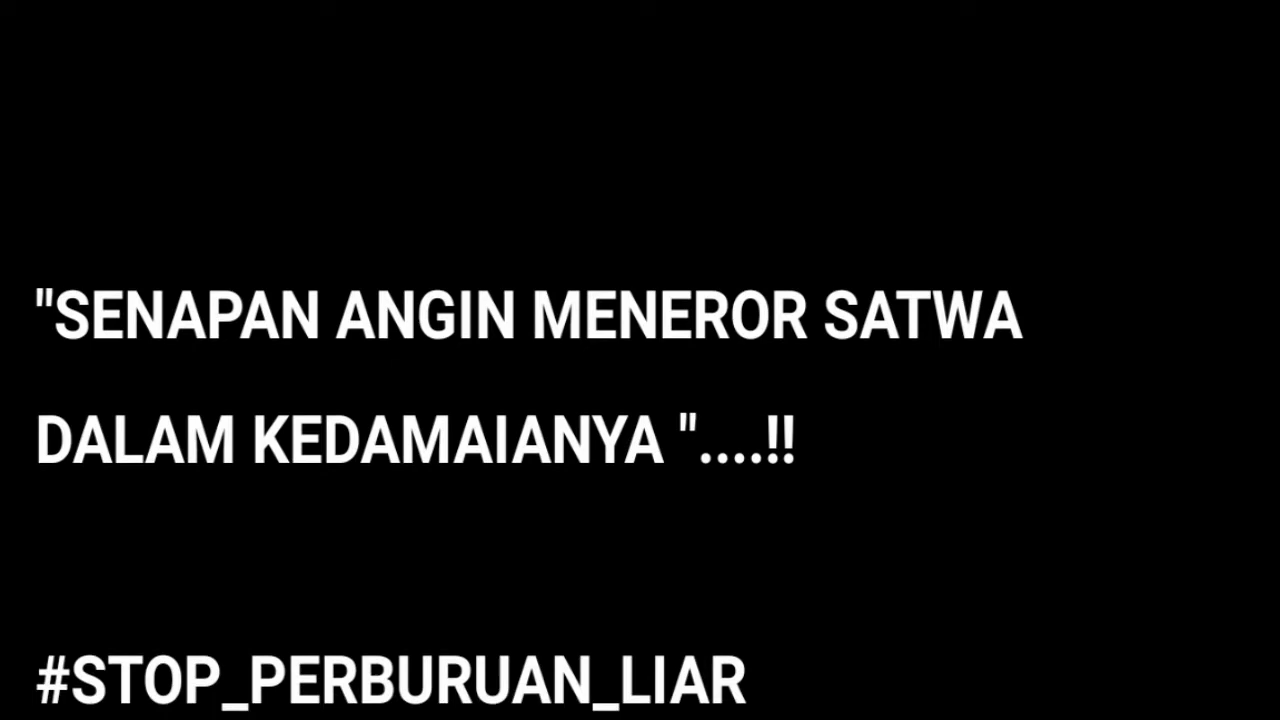 "SENAPAN ANGIN MENEROR SATWA
DALAM KEDAMAIANYA "....!!
#STOP_PERBURUAN_LIAR